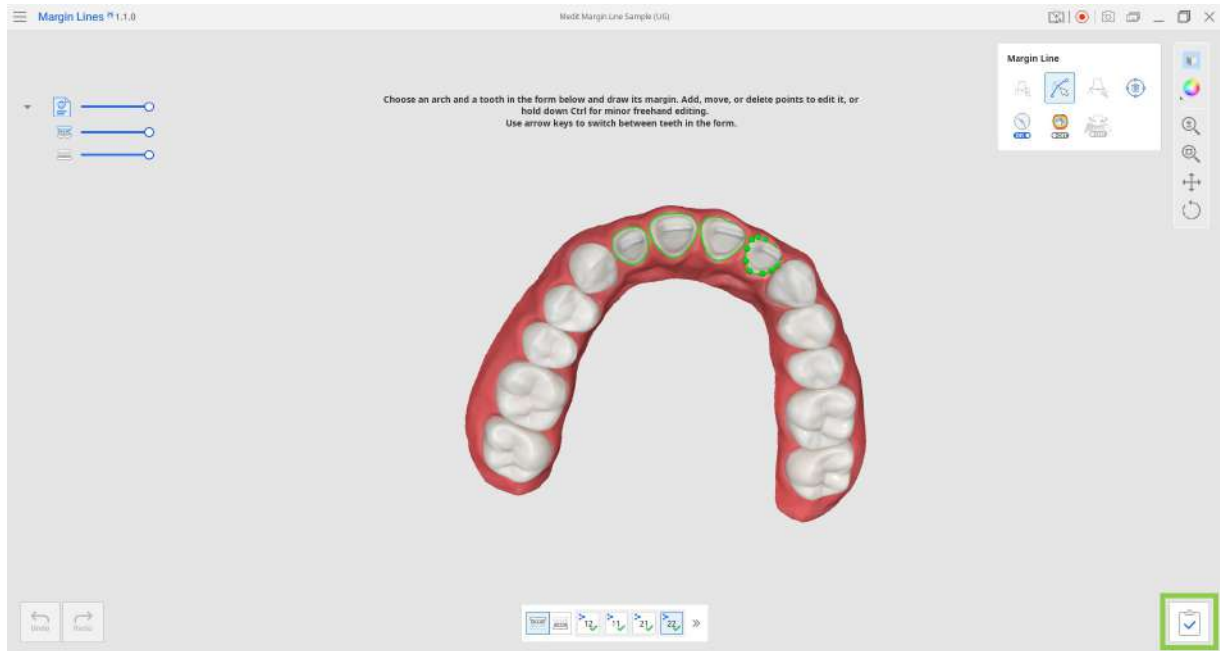 Margin Lines 1.1.0
Medit Margin Line Sample (UG)
Margin Line
Choose an arch and a tooth in the form below and draw its margin. Add, move, or delete points to edit it, or
hold down Ctrl for minor freehand editing.
Use arrow keys to switch between teeth in the form.
Undo
Redo
12
11
21
22